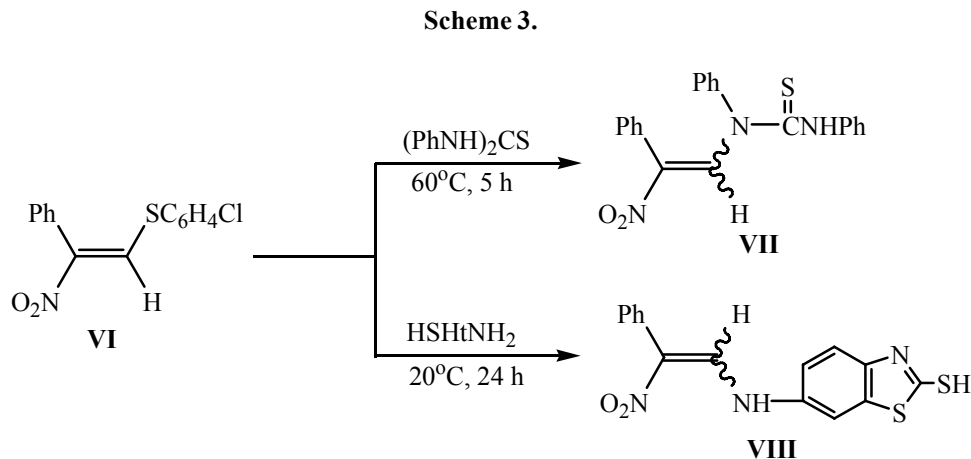 Scheme 3.
Ph
SC6H4Cl
O2N
H
VI
(PhNH)2CS
60°C, 5 h
HSHtNH2
20°C, 24 h
Ph
Ph
N
S
CNHPh
O2N
H
VII
Ph
H
O2N
NH
N
S
SH
VIII